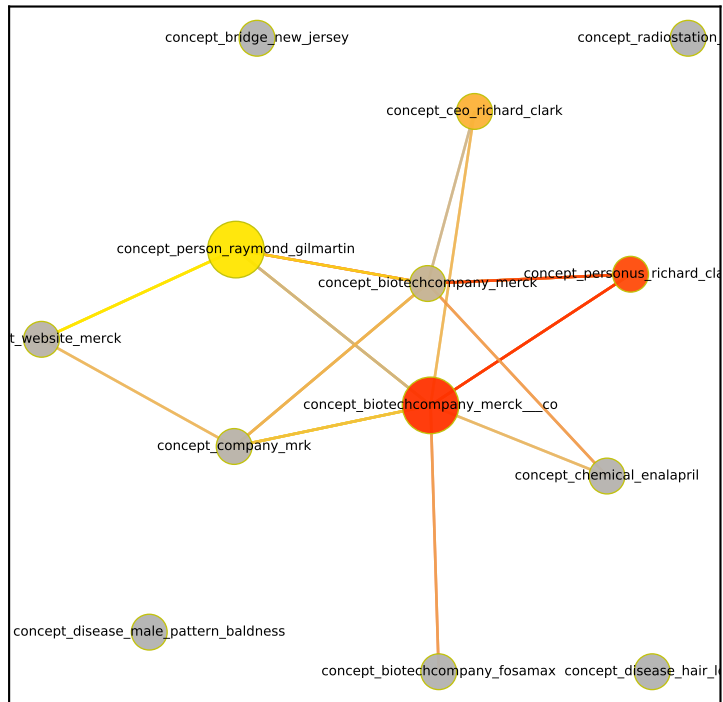 concept_bridge_new_jersey
concept_radiostation_
concept_ceo_richard_clark
concept_person_raymond_gilmartin
concept_personus_richard_cla
concept_biotechcompany_merck
t_website_merck
concept_biotechcompany_merck___co
concept_company_mrk
concept_chemical_enalapril
concept_disease_male_pattern_baldness
concept_biotechcompany_fosamax
concept_disease_hair_l